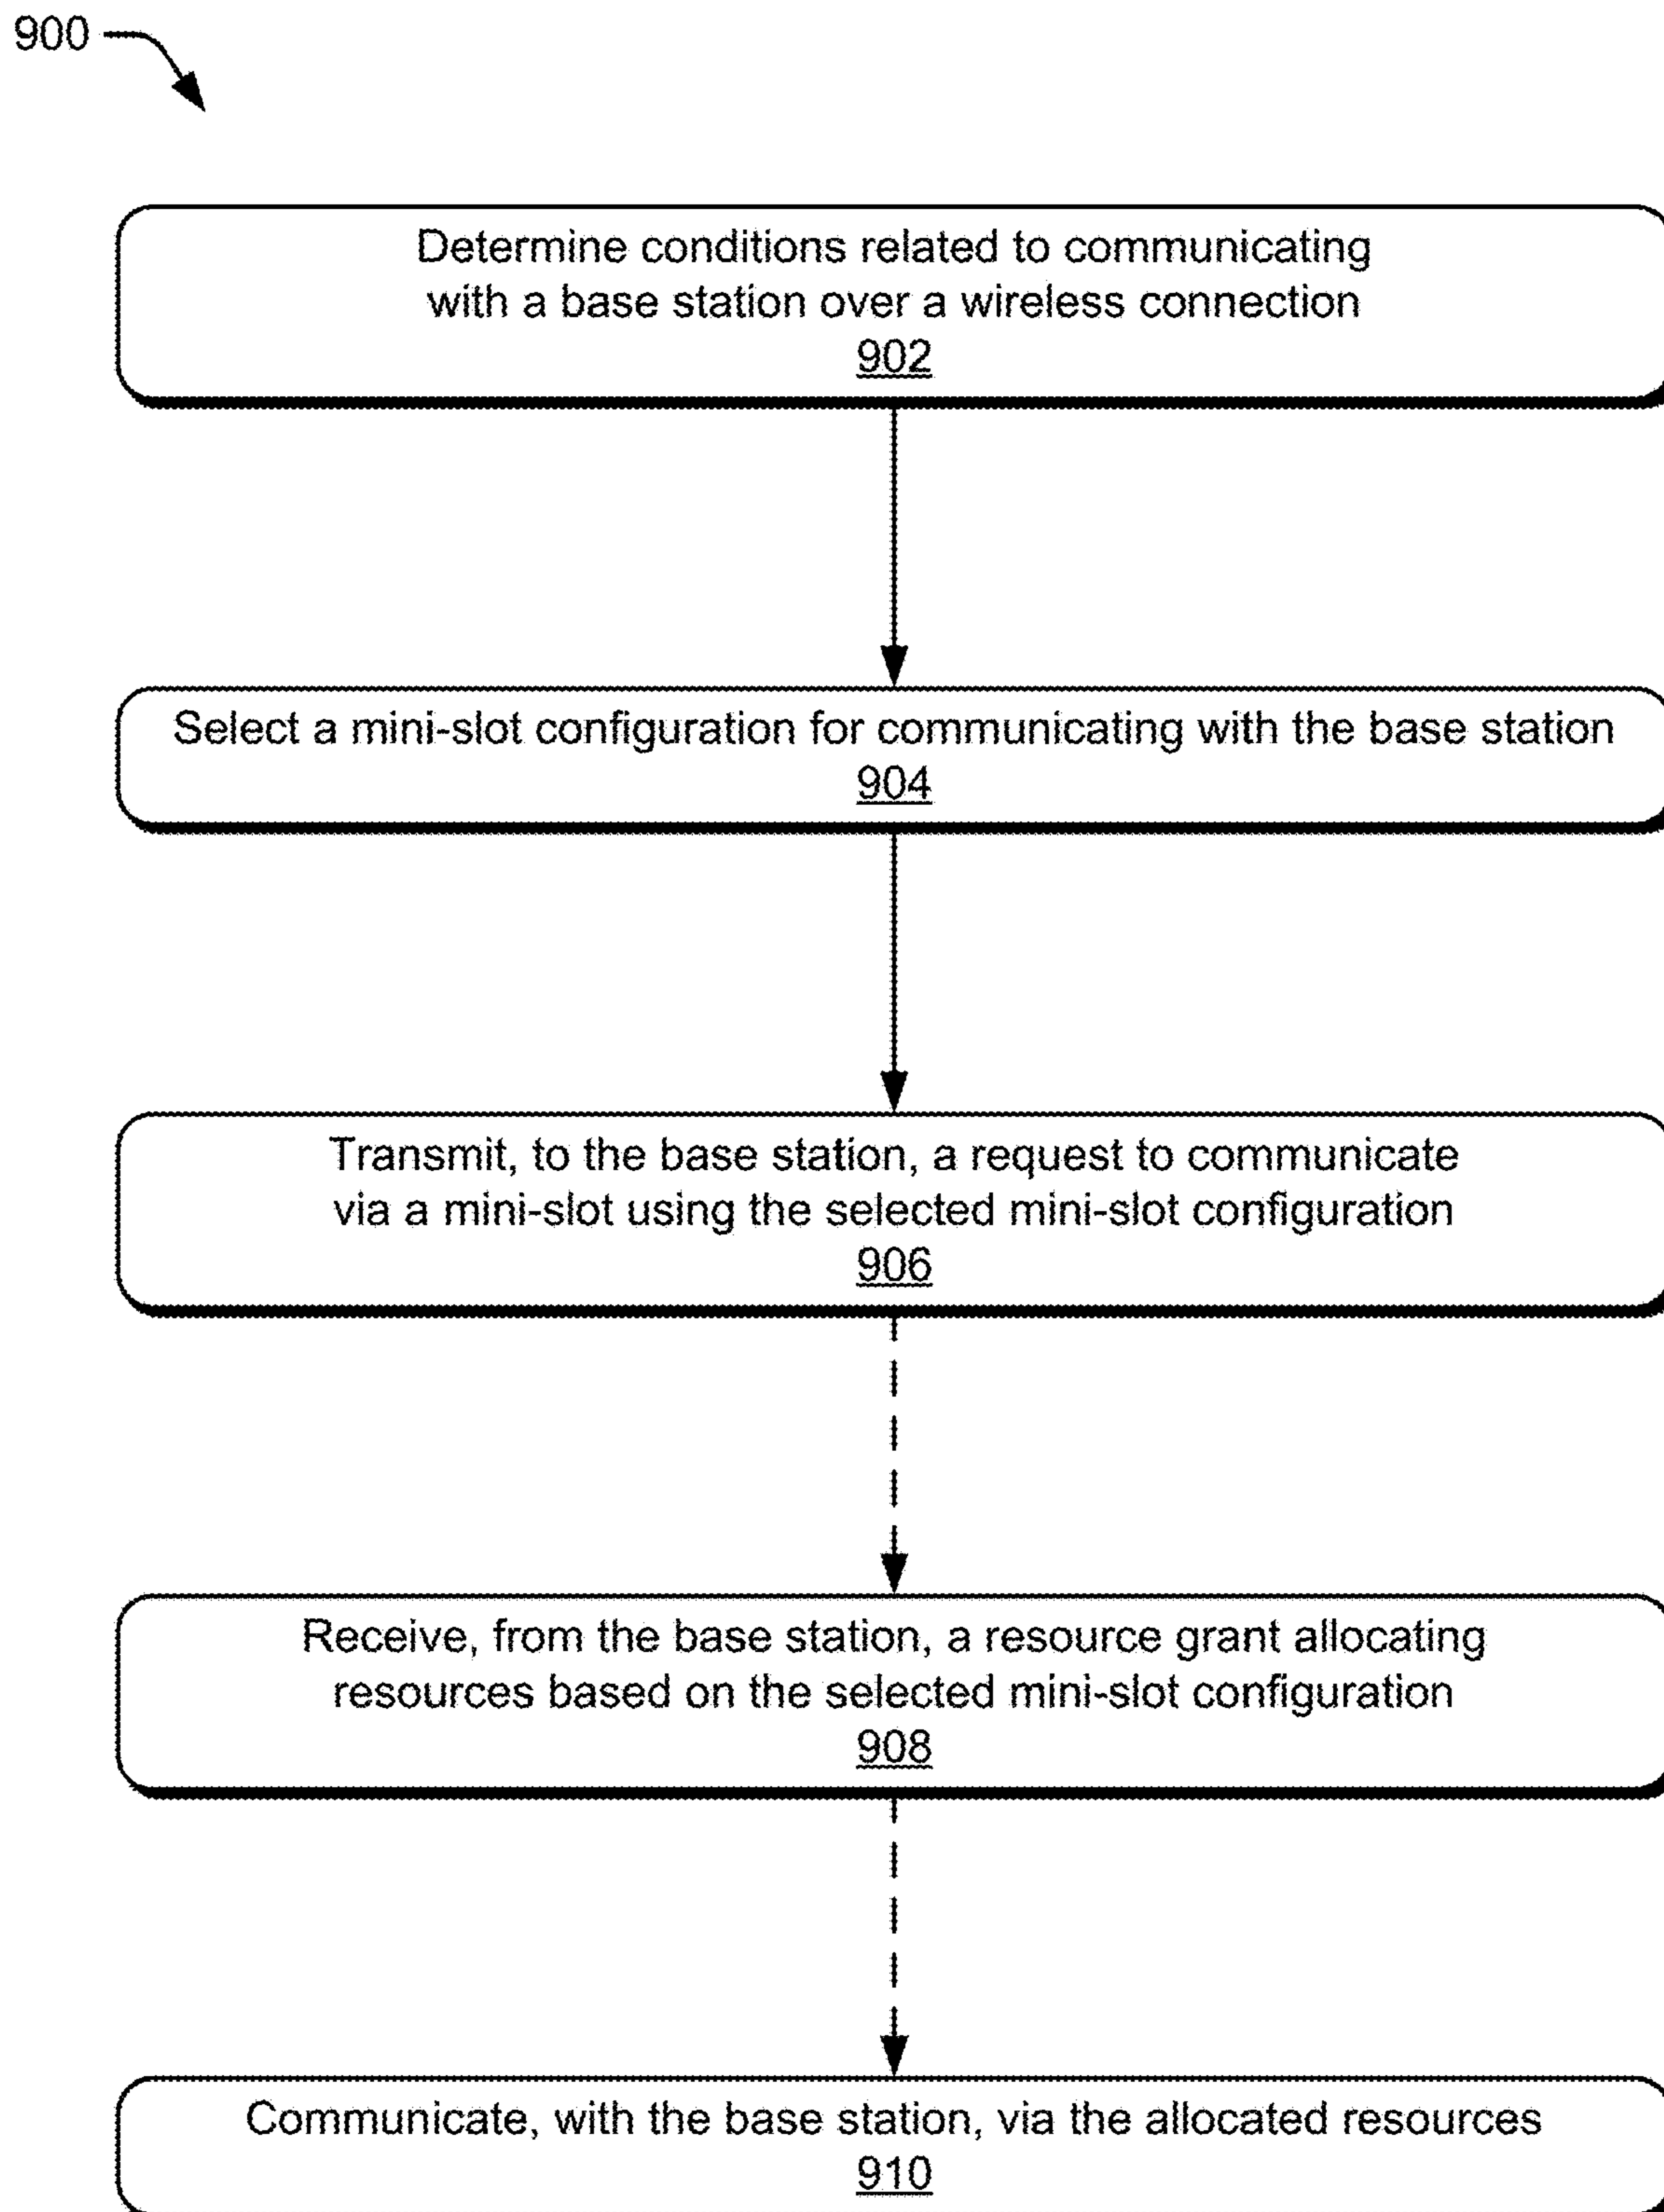 900
Determine conditions related to communicating
with a base station over a wireless connection
902
Select a mini-slot configuration for communicating with the base station
904
Transmit, to the base station, a request to communicate
via a mini-slot using the selected mini-slot configuration
906
Receive, from the base station, a resource grant allocating
resources based on the selected mini-slot configuration
908
Communicate, with the base station, via the allocated resources
910